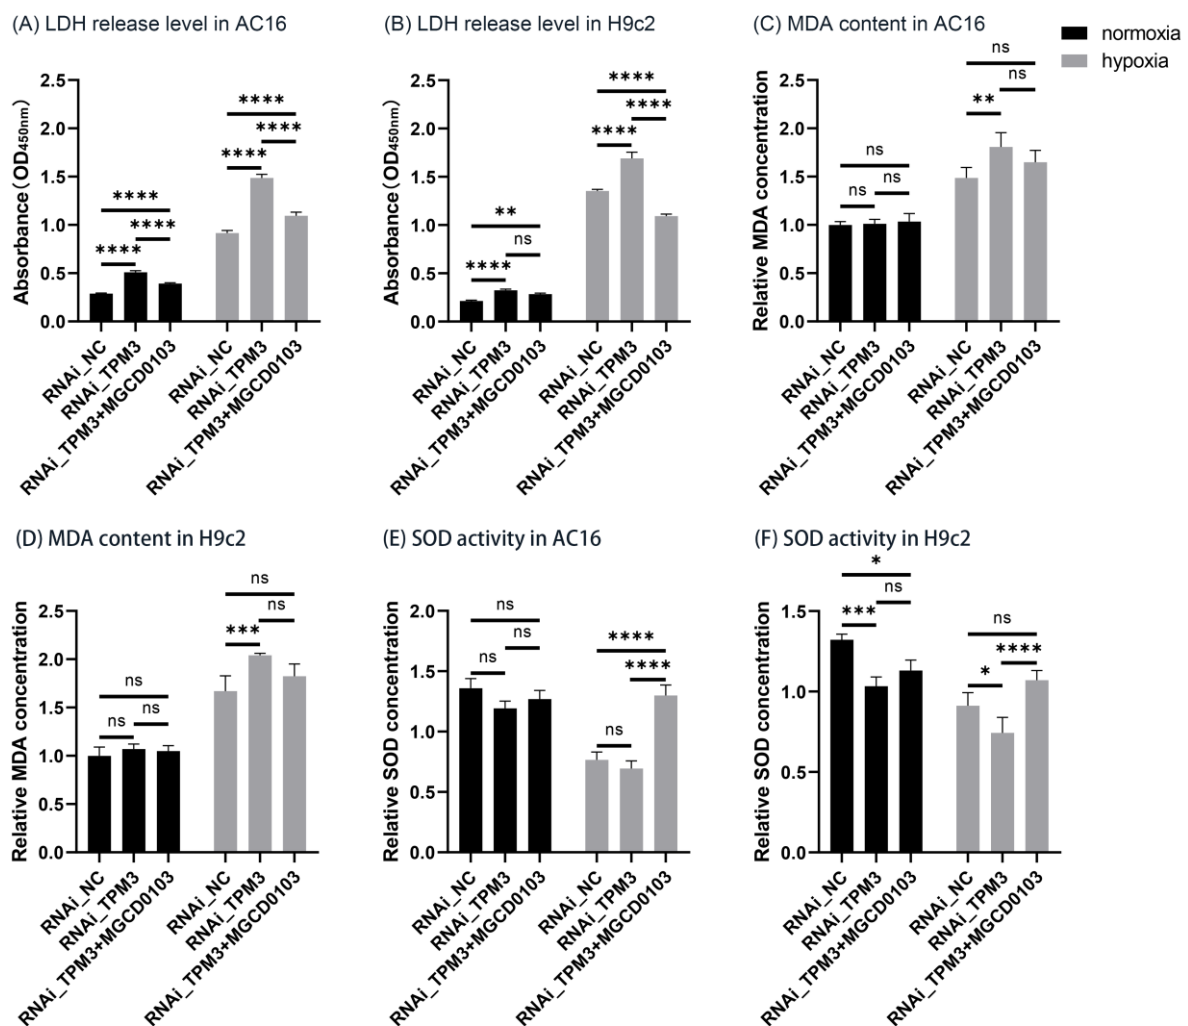 (A) LDH release level in AC16
(B) LDH release level in H9c2
(C) MDA content in AC16
normoxia
hypoxia
Absorbance(OD450nm)
2.5
2.0
1.5
1.0
0.5
0.0
****
****
****
****
****
****
RNAi_NC
RNAi_TPM3
RNAi_TPM3+MGCD0103
RNAi_NC
RNAi_TPM3
RNAi_TPM3+MGCD0103
Absorbance(OD450nm)
2.5
2.0
1.5
1.0
0.5
0.0
**
ns
****
****
****
****
RNAi_NC
RNAi_TPM3
RNAi_TPM3+MGCD0103
RNAi_NC
RNAi_TPM3
RNAi_TPM3+MGCD0103
Relative MDA concentration
2.5
2.0
1.5
1.0
0.5
0.0
ns
ns
ns
ns
ns
**
RNAi_NC
RNAi_TPM3
RNAi_TPM3+MGCD0103
RNAi_NC
RNAi_TPM3
RNAi_TPM3+MGCD0103
(D) MDA content in H9c2
(E) SOD activity in AC16
(F) SOD activity in H9c2
Relative MDA concentration
2.5
2.0
1.5
1.0
0.5
0.0
ns
ns
ns
ns
ns
***
RNAi_NC
RNAi_TPM3
RNAi_TPM3+MGCD0103
RNAi_NC
RNAi_TPM3
RNAi_TPM3+MGCD0103
Relative SOD concentration
2.0
1.5
1.0
0.5
0.0
ns
ns
ns
****
****
ns
RNAi_NC
RNAi_TPM3
RNAi_TPM3+MGCD0103
RNAi_NC
RNAi_TPM3
RNAi_TPM3+MGCD0103
Relative SOD concentration
1.5
1.0
0.5
0.0
*
ns
***
ns
****
*
RNAi_NC
RNAi_TPM3
RNAi_TPM3+MGCD0103
RNAi_NC
RNAi_TPM3
RNAi_TPM3+MGCD0103